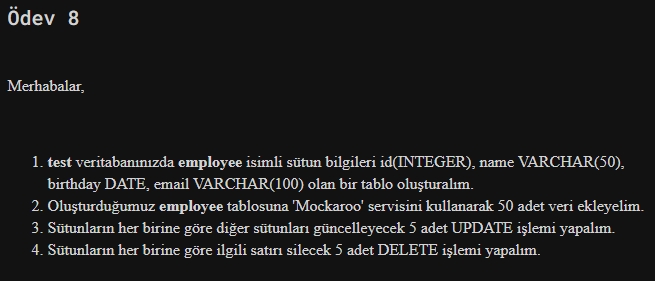 Ödev 8
Merhabalar,
1. test veritabanınızda employee isimli sütun bilgileri id(INTEGER), name VARCHAR(50),
birthday DATE, email VARCHAR(100) olan bir tablo oluşturalım.
2. Oluşturduğumuz employee tablosuna 'Mockaroo' servisini kullanarak 50 adet veri ekleyelim.
3. Sütunların her birine göre diğer sütunları güncelleyecek 5 adet UPDATE işlemi yapalım.
4. Sütunların her birine göre ilgili satırı silecek 5 adet DELETE işlemi yapalım.